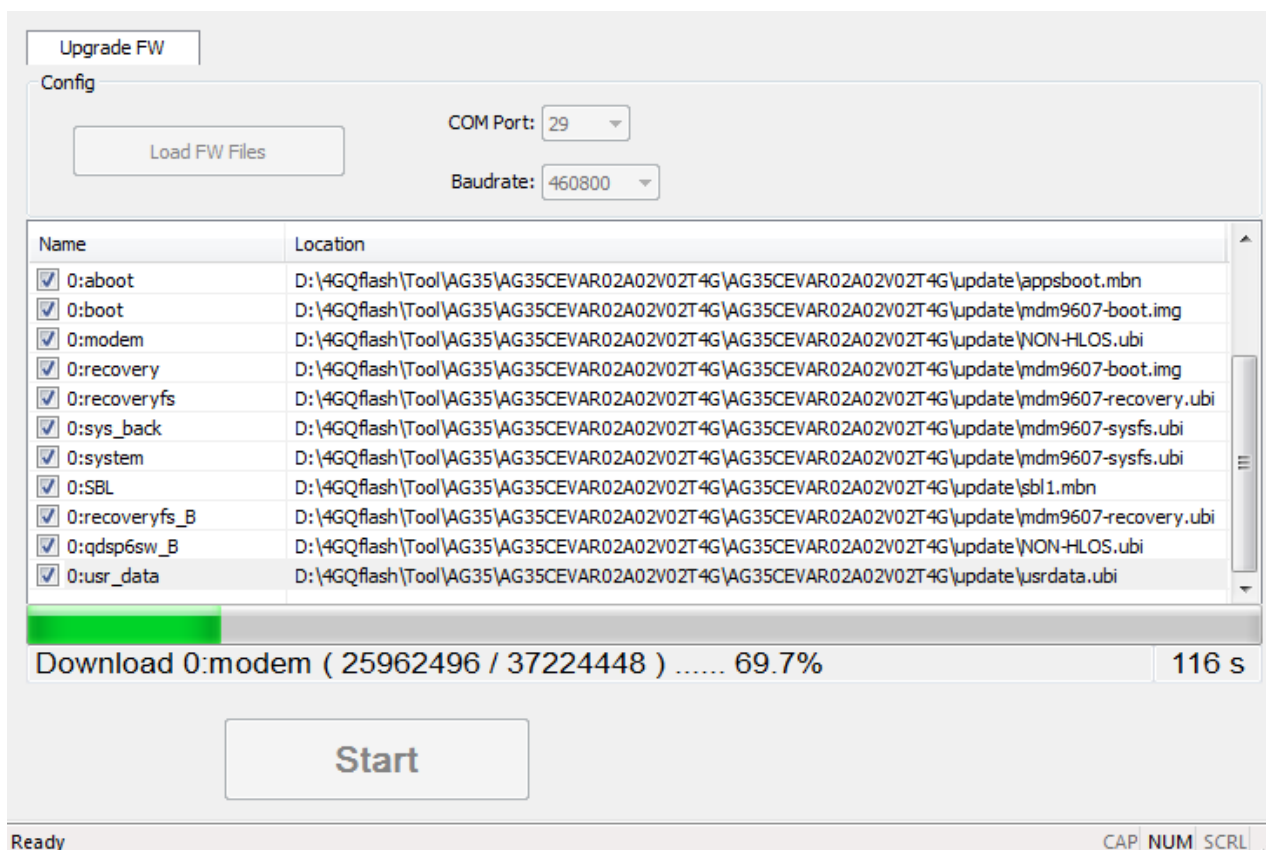 Upgrade FW
Config
Load FW Files
COM Port: 29
Baudrate: 460800
Name Location
0:aboot D:\4GQflash\Tool\AG35\AG35CEVAR02A02V02T4G\AG35CEVAR02A02V02T4G\update\appsboot.mbn
0:boot D:\4GQflash\Tool\AG35\AG35CEVAR02A02V02T4G\AG35CEVAR02A02V02T4G\update\mdm9607-boot.img
0:modem D:\4GQflash\Tool\AG35\AG35CEVAR02A02V02T4G\AG35CEVAR02A02V02T4G\update\NON-HLOS.ubi
0:recovery D:\4GQflash\Tool\AG35\AG35CEVAR02A02V02T4G\AG35CEVAR02A02V02T4G\update\mdm9607-boot.img
0:recoveryfs D:\4GQflash\Tool\AG35\AG35CEVAR02A02V02T4G\AG35CEVAR02A02V02T4G\update\mdm9607-recovery.ubi
0:sys_back D:\4GQflash\Tool\AG35\AG35CEVAR02A02V02T4G\AG35CEVAR02A02V02T4G\update\mdm9607-sysfs.ubi
0:system D:\4GQflash\Tool\AG35\AG35CEVAR02A02V02T4G\AG35CEVAR02A02V02T4G\update\mdm9607-sysfs.ubi
0:SBL D:\4GQflash\Tool\AG35\AG35CEVAR02A02V02T4G\AG35CEVAR02A02V02T4G\update\sbl1.mbn
0:recoveryfs_B D:\4GQflash\Tool\AG35\AG35CEVAR02A02V02T4G\AG35CEVAR02A02V02T4G\update\mdm9607-recovery.ubi
0:qdsp6sw_B D:\4GQflash\Tool\AG35\AG35CEVAR02A02V02T4G\AG35CEVAR02A02V02T4G\update\NON-HLOS.ubi
0:usr_data D:\4GQflash\Tool\AG35\AG35CEVAR02A02V02T4G\AG35CEVAR02A02V02T4G\update\usrdata.ubi
Download 0:modem ( 25962496 / 37224448 ) ...... 69.7% 116 s
Start
Ready CAP NUM SCRL